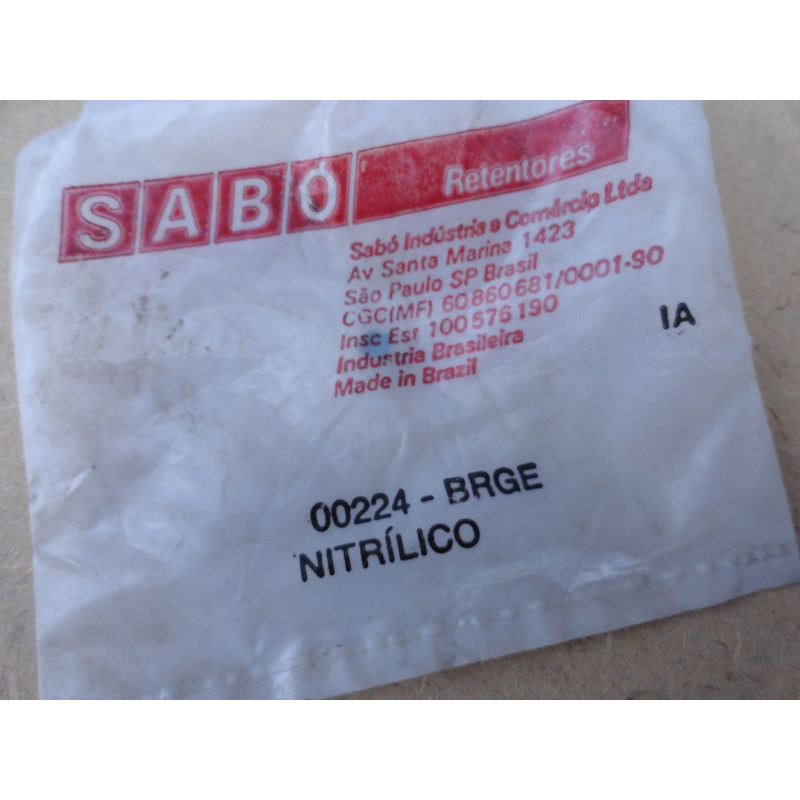 SABÓ Retentores
Sabó Indústria e Comércio Ltda
Av Santa Marina 1423
São Paulo SP Brasil
CGC(MF) 60 860 681/0001-90
Insc Est 100 576 190
Industria Brasileira
Made in Brazil
IA
00224 - BRGE
NITRÍLICO